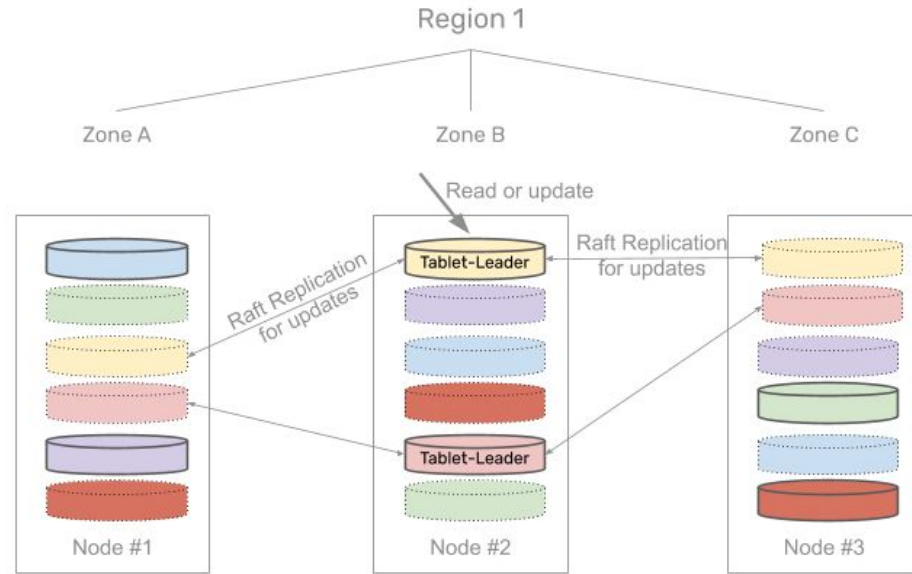 Region 1
Zone A
Zone B
Zone C
Read or update
Tablet-Leader
Raft Replication
for updates
Raft Replication
for updates
Tablet-Leader
Node #1
Node #2
Node #3